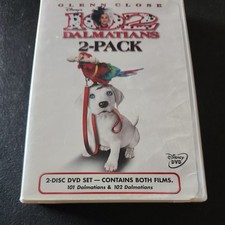 GLENN CLOSE
Disney's
102
DALMATIANS
2-PACK
Disney
DVD
2-DISC DVD SET — CONTAINS BOTH FILMS.
101 Dalmatians & 102 Dalmatians